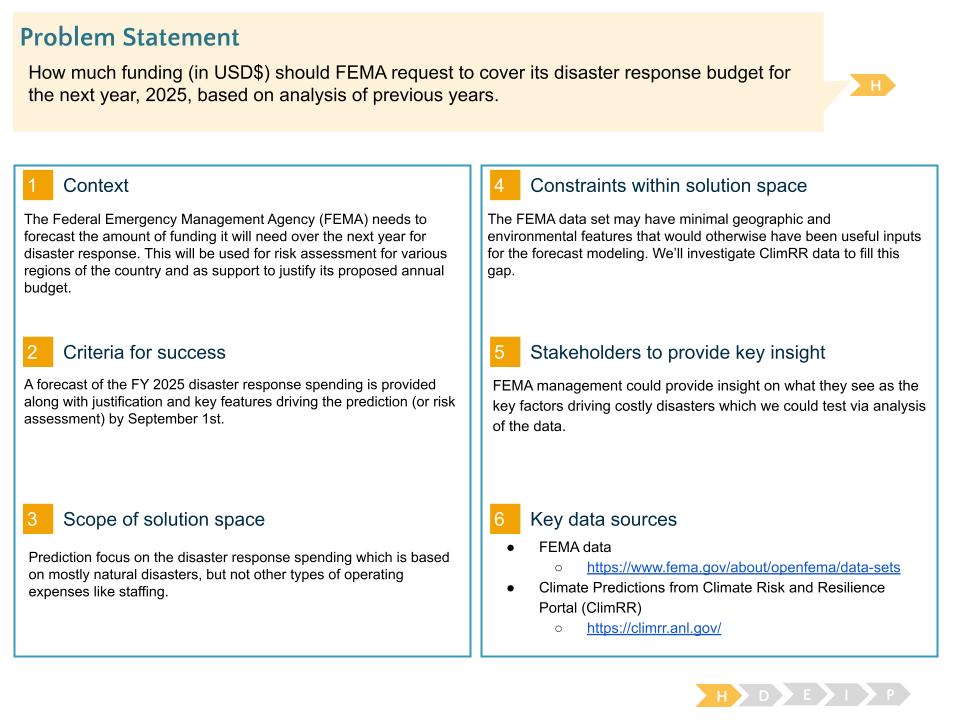 Problem Statement
How much funding (in USD$) should FEMA request to cover its disaster response budget for
the next year, 2025, based on analysis of previous years.
H
1 Context
The Federal Emergency Management Agency (FEMA) needs to
forecast the amount of funding it will need over the next year for
disaster response. This will be used for risk assessment for various
regions of the country and as support to justify its proposed annual
budget.
2 Criteria for success
A forecast of the FY 2025 disaster response spending is provided
along with justification and key features driving the prediction (or risk
assessment) by September 1st.
3 Scope of solution space
Prediction focus on the disaster response spending which is based
on mostly natural disasters, but not other types of operating
expenses like staffing.
4 Constraints within solution space
The FEMA data set may have minimal geographic and
environmental features that would otherwise have been useful inputs
for the forecast modeling. We’ll investigate ClimRR data to fill this
gap.
5 Stakeholders to provide key insight
FEMA management could provide insight on what they see as the
key factors driving costly disasters which we could test via analysis
of the data.
6 Key data sources
● FEMA data
○ https://www.fema.gov/about/openfema/data-sets
● Climate Predictions from Climate Risk and Resilience
Portal (ClimRR)
○ https://climrr.anl.gov/
H D E I P